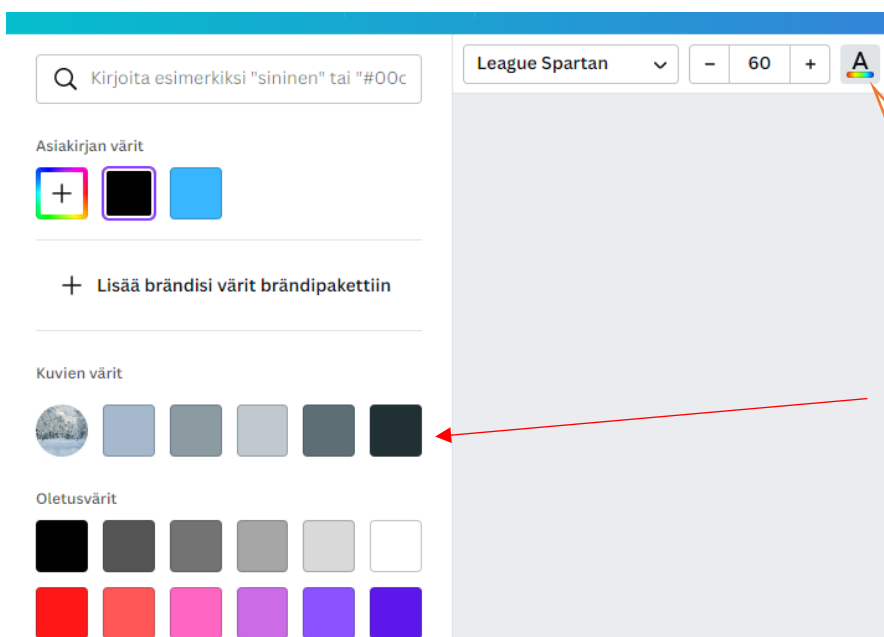 Kirjoita esimerkiksi "sininen" tai "#00c
League Spartan
– 60 +
A
Asiakirjan värit
+
+ Lisää brändisi värit brändipakettiin
Kuvien värit
Oletusvärit